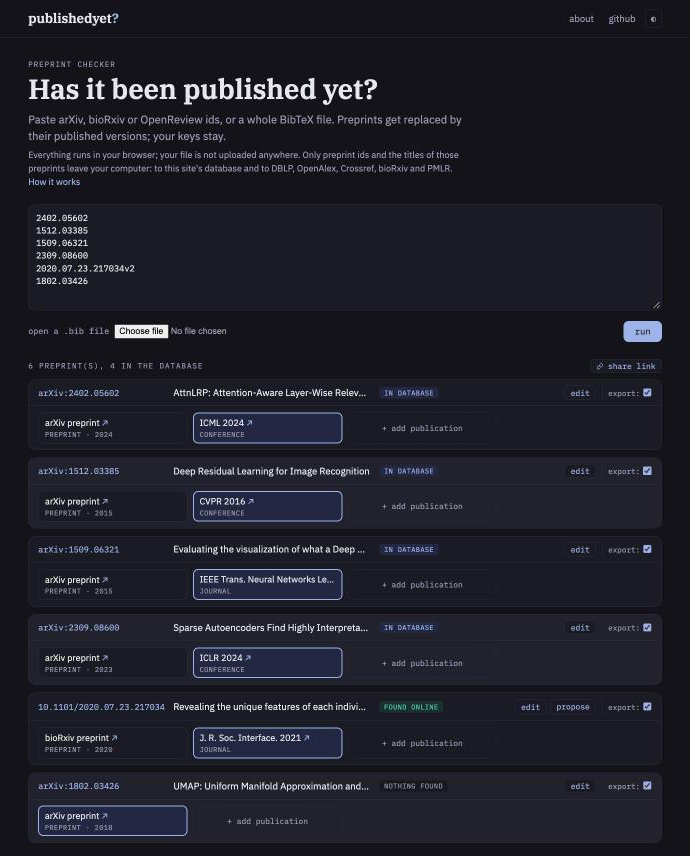 publishedyet?
about github
PREPRINT CHECKER
Has it been published yet?
Paste arXiv, bioRxiv or OpenReview ids, or a whole BibTeX file. Preprints get replaced by
their published versions; your keys stay.
Everything runs in your browser; your file is not uploaded anywhere. Only preprint ids and the titles of those
preprints leave your computer: to this site's database and to DBLP, OpenAlex, Crossref, bioRxiv and PMLR.
How it works
2402.05602
1512.03385
1509.06321
2309.08600
2020.07.23.217034v2
1802.03426
open a .bib file Choose file No file chosen run
6 PREPRINT(S), 4 IN THE DATABASE share link
arXiv:2402.05602 AttnLRP: Attention-Aware Layer-Wise Relev... IN DATABASE edit export:
arXiv preprint ↗ ICML 2024 ↗ + add publication
PREPRINT · 2024 CONFERENCE
arXiv:1512.03385 Deep Residual Learning for Image Recognition IN DATABASE edit export:
arXiv preprint ↗ CVPR 2016 ↗ + add publication
PREPRINT · 2015 CONFERENCE
arXiv:1509.06321 Evaluating the visualization of what a Deep ... IN DATABASE edit export:
arXiv preprint ↗ IEEE Trans. Neural Networks Le... + add publication
PREPRINT · 2015 JOURNAL
arXiv:2309.08600 Sparse Autoencoders Find Highly Interpreta... IN DATABASE edit export:
arXiv preprint ↗ ICLR 2024 ↗ + add publication
PREPRINT · 2023 CONFERENCE
10.1101/2020.07.23.217034 Revealing the unique features of each indivi... FOUND ONLINE edit propose export:
bioRxiv preprint ↗ J. R. Soc. Interface. 2021 ↗ + add publication
PREPRINT · 2020 JOURNAL
arXiv:1802.03426 UMAP: Uniform Manifold Approximation and... NOTHING FOUND edit export:
arXiv preprint ↗ + add publication
PREPRINT · 2018